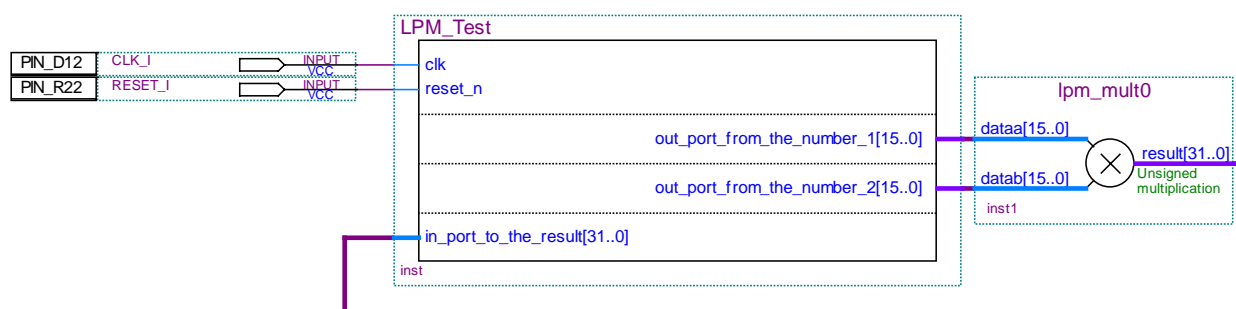 LPM_Test
PIN_D12 CLK_I INPUT
VCC
clk
PIN_R22 RESET_I INPUT
VCC
reset_n
lpm_mult0
out_port_from_the_number_1[15..0]
dataa[15..0]
result[31..0]
Unsigned
multiplication
out_port_from_the_number_2[15..0]
datab[15..0]
inst1
in_port_to_the_result[31..0]
inst